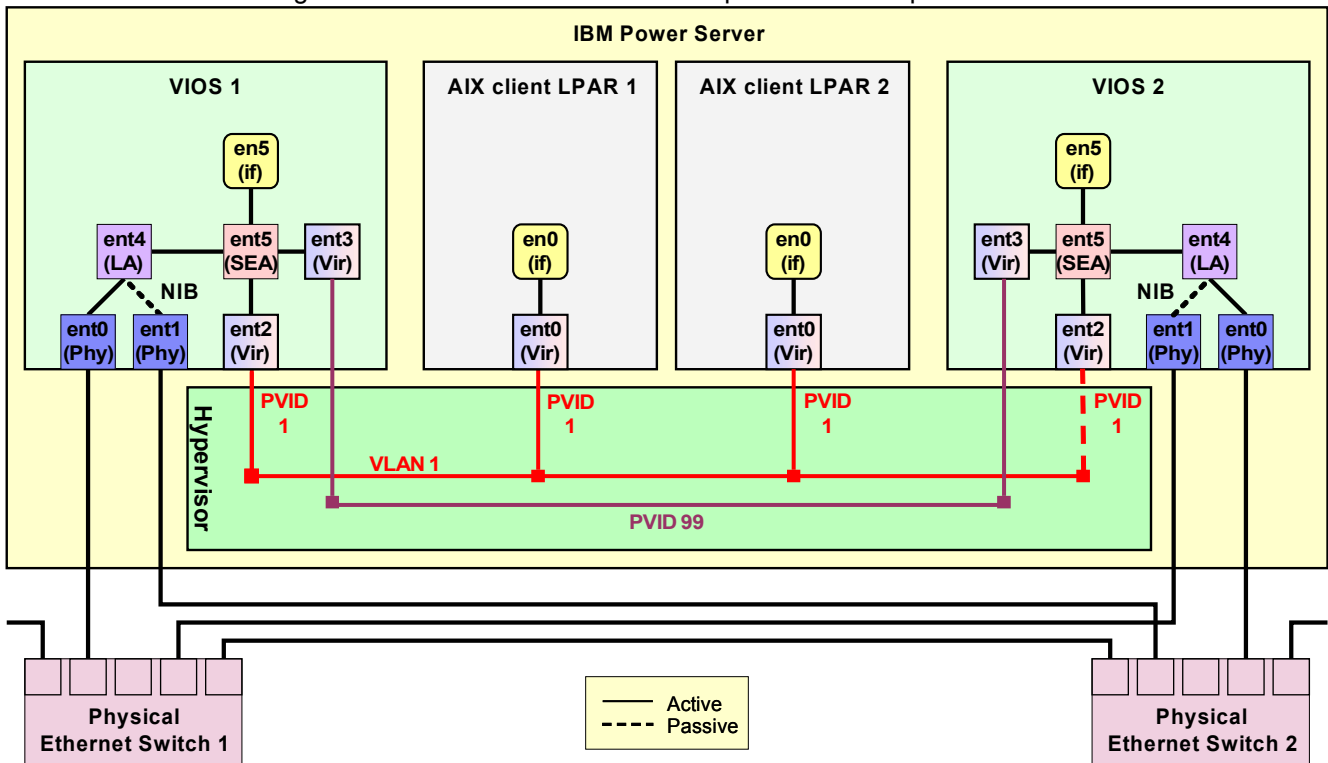 IBM Power Server
VIOS 1
AIX client LPAR 1
AIX client LPAR 2
VIOS 2
en5
(if)
en5
(if)
ent4
(LA)
ent5
(SEA)
ent3
(Vir)
en0
(if)
en0
(if)
ent3
(Vir)
ent5
(SEA)
ent4
(LA)
NIB
NIB
ent0
(Phy)
ent1
(Phy)
ent2
(Vir)
ent0
(Vir)
ent0
(Vir)
ent2
(Vir)
ent1
(Phy)
ent0
(Phy)
Hypervisor
PVID
1
PVID
1
PVID
1
PVID
1
VLAN 1
PVID 99
Physical
Ethernet Switch 1
Active
Passive
Physical
Ethernet Switch 2